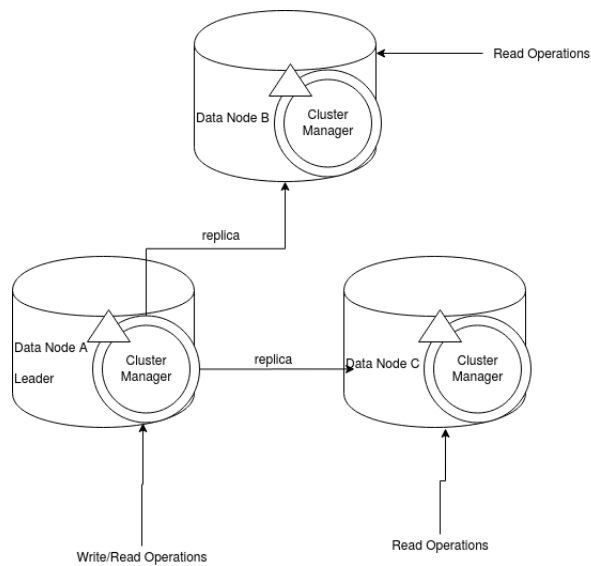 Read Operations
Data Node B
Cluster
Manager
replica
Data Node A
Leader
Cluster
Manager
replica
Data Node C
Cluster
Manager
Write/Read Operations
Read Operations